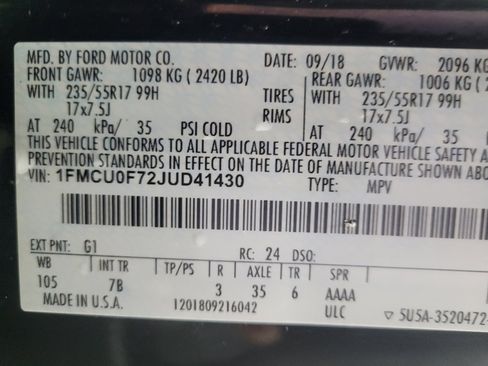 MFD. BY FORD MOTOR CO. DATE: 09/18 GVWR: 2096 KG
FRONT GAWR: 1098 KG ( 2420 LB) REAR GAWR: 1006 KG ( 2
WITH 235/55R17 99H TIRES WITH 235/55R17 99H
17x7.5J RIMS 17x7.5J
AT 240 kPa/ 35 PSI COLD AT 240 kPa/ 35
THIS VEHICLE CONFORMS TO ALL APPLICABLE FEDERAL MOTOR VEHICLE SAFETY A
PREVENTION STANDARDS IN EFFECT ON THE DATE OF MANUFACTURE SHOWN ABOVE.
VIN: 1FMCU0F72JUD41430 TYPE: MPV
EXT PNT: G1 RC: 24 DSO:
WB INT TR TP/PS R AXLE TR SPR
105 7B 3 35 6 AAAA
MADE IN U.S.A. 1201809216042 ULC 5U5A-3520472-